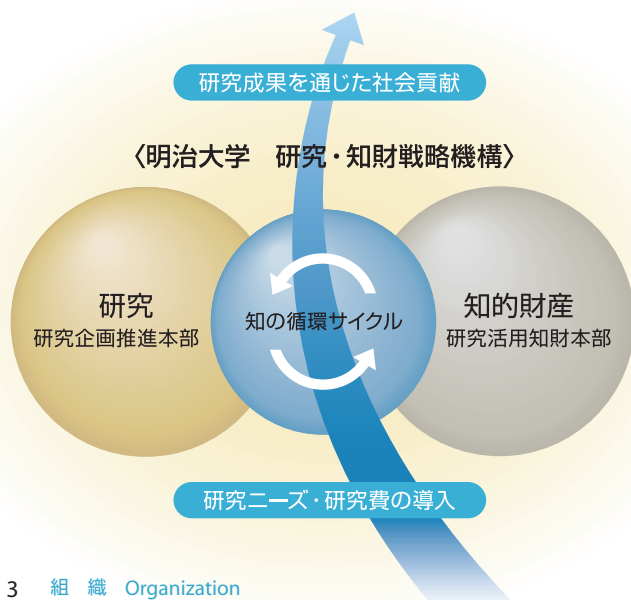 研究成果を通じた社会貢献
〈明治大学　研究・知財戦略機構〉
研究
研究企画推進本部
知の循環サイクル
知的財産
研究活用知財本部
研究ニーズ・研究費の導入
3　組　織　Organization